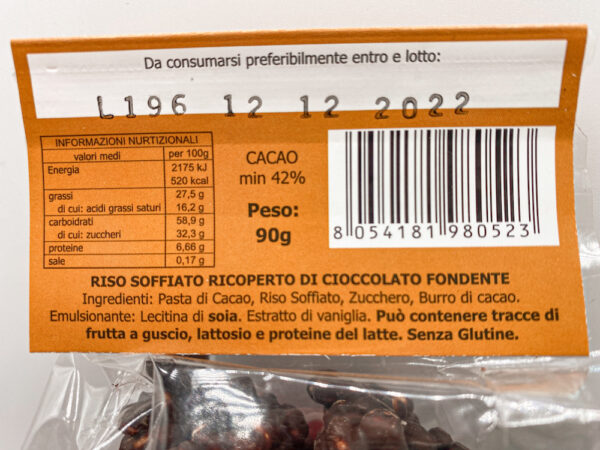 Da consumarsi preferibilmente entro e lotto:
L196 12 12 2022
INFORMAZIONI NURTIZIONALI
valori medi per 100g
Energia 2175 kJ
520 kcal
grassi 27,5 g
di cui: acidi grassi saturi 16,2 g
carboidrati 58,9 g
di cui: zuccheri 32,3 g
proteine 6,66 g
sale 0,17 g
CACAO
min 42%
Peso:
90g
8 054181 980523
RISO SOFFIATO RICOPERTO DI CIOCCOLATO FONDENTE
Ingredienti: Pasta di Cacao, Riso Soffiato, Zucchero, Burro di cacao.
Emulsionante: Lecitina di soia. Estratto di vaniglia. Può contenere tracce di
frutta a guscio, lattosio e proteine del latte. Senza Glutine.